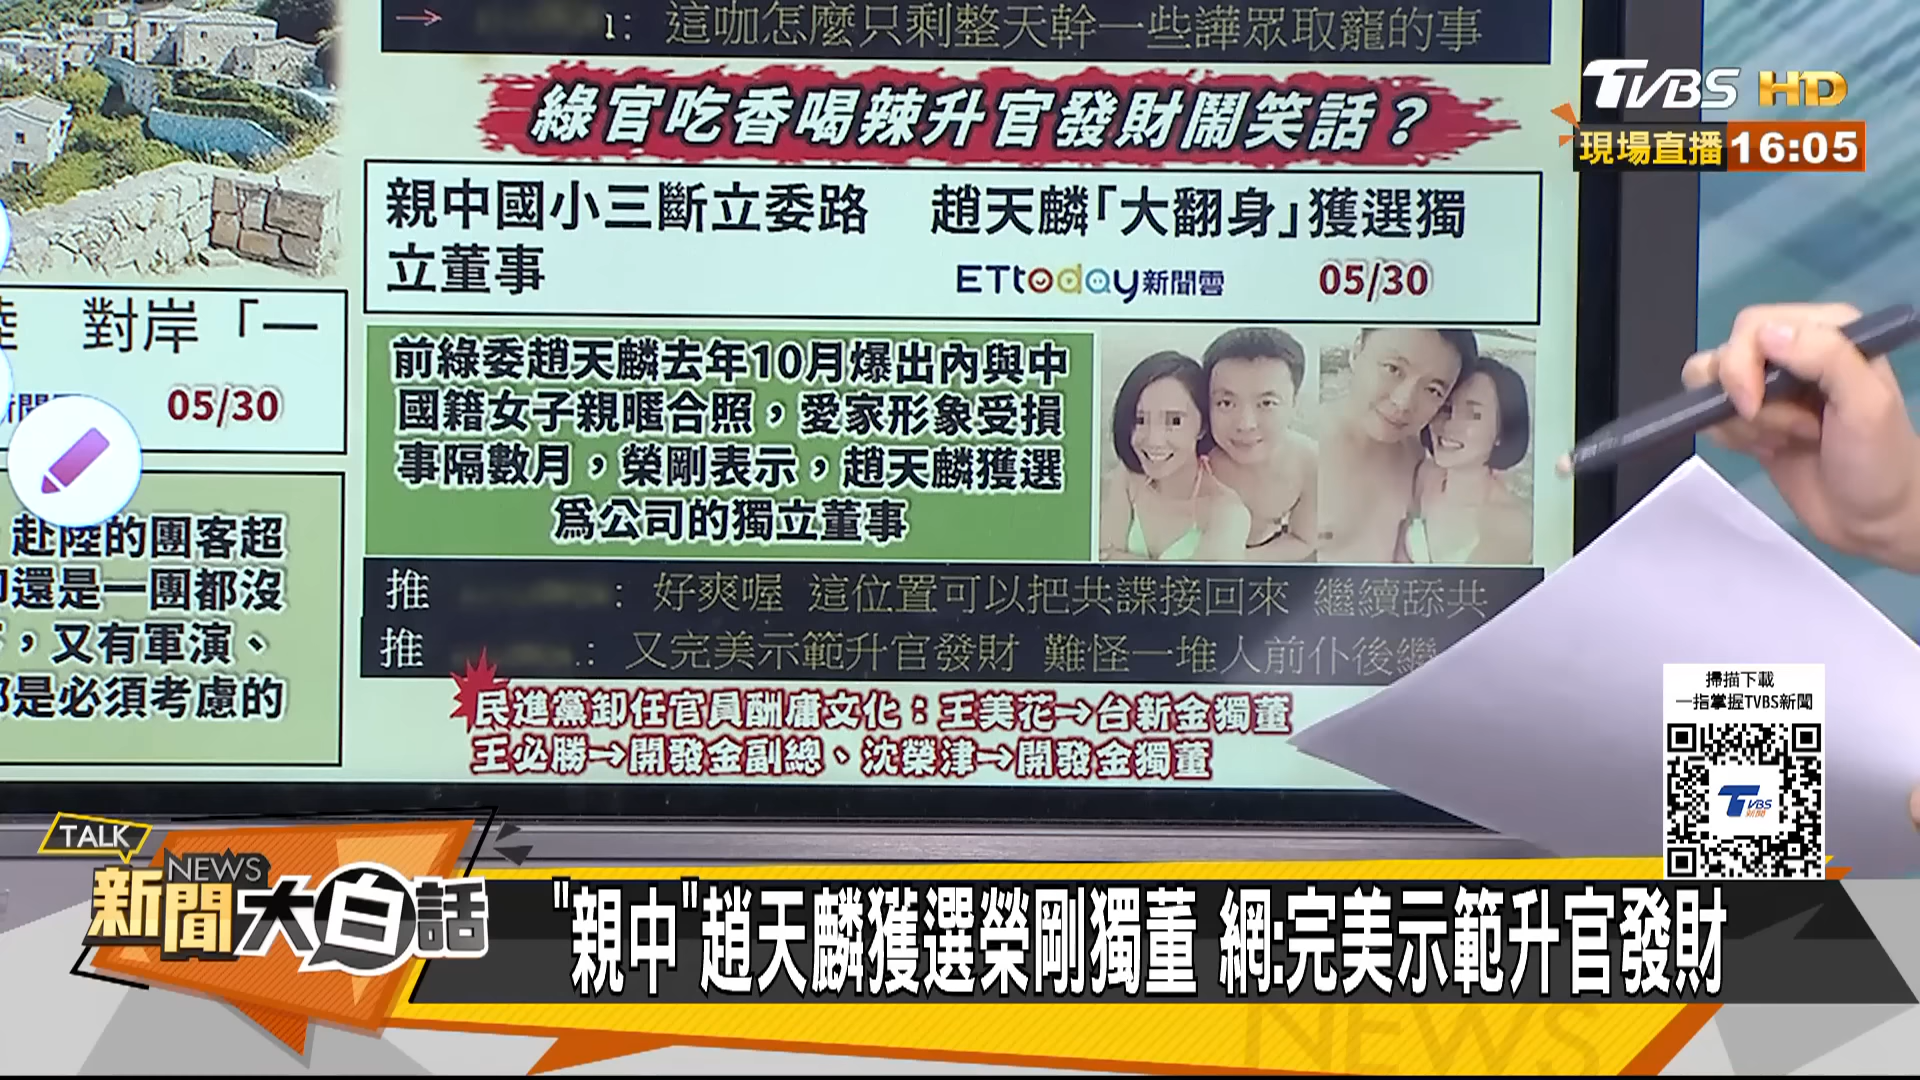 這咖怎麼只剩整天幹一些譁眾取寵的事
TVBS HD
現場直播 16:05
綠官吃香喝辣升官發財鬧笑話？
親中國小三斷立委路 趙天麟「大翻身」獲選獨
立董事
ETtoday新聞雲 05/30
對岸「一
05/30
前綠委趙天麟去年10月爆出內與中
國籍女子親暱合照，愛家形象受損
事隔數月，榮剛表示，趙天麟獲選
為公司的獨立董事
赴陸的團客超
還是一團都沒
，又有軍演、
是必須考慮的
推 ：好爽喔 這位置可以把共諜接回來 繼續舔共
推 ：又完美示範升官發財 難怪一堆人前仆後繼
民進黨卸任官員酬庸文化：王美花→台新金獨董
王必勝→開發金副總、沈榮津→開發金獨董
掃描下載
一指掌握TVBS新聞
TVBS
新聞
TALK
NEWS
新聞大白話
"親中"趙天麟獲選榮剛獨董 網:完美示範升官發財
NEWS